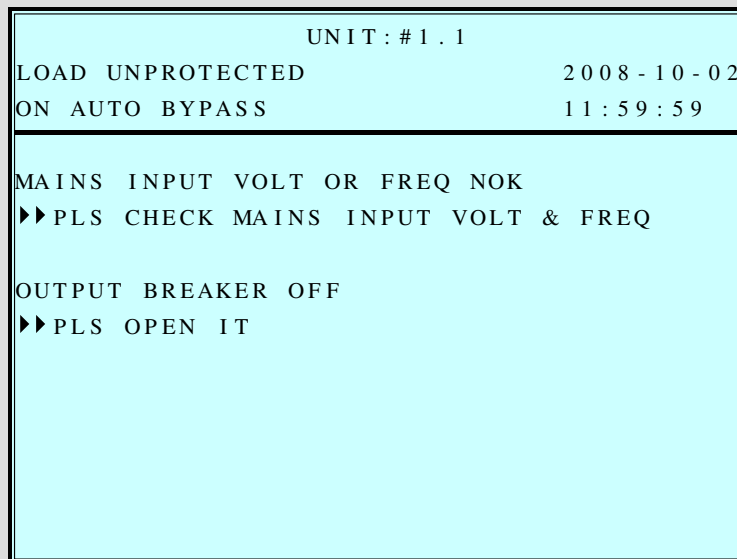 UNIT:#1.1
LOAD UNPROTECTED 2008-10-02
ON AUTO BYPASS 11:59:59
MAINS INPUT VOLT OR FREQ NOK
PLS CHECK MAINS INPUT VOLT & FREQ
OUTPUT BREAKER OFF
PLS OPEN IT